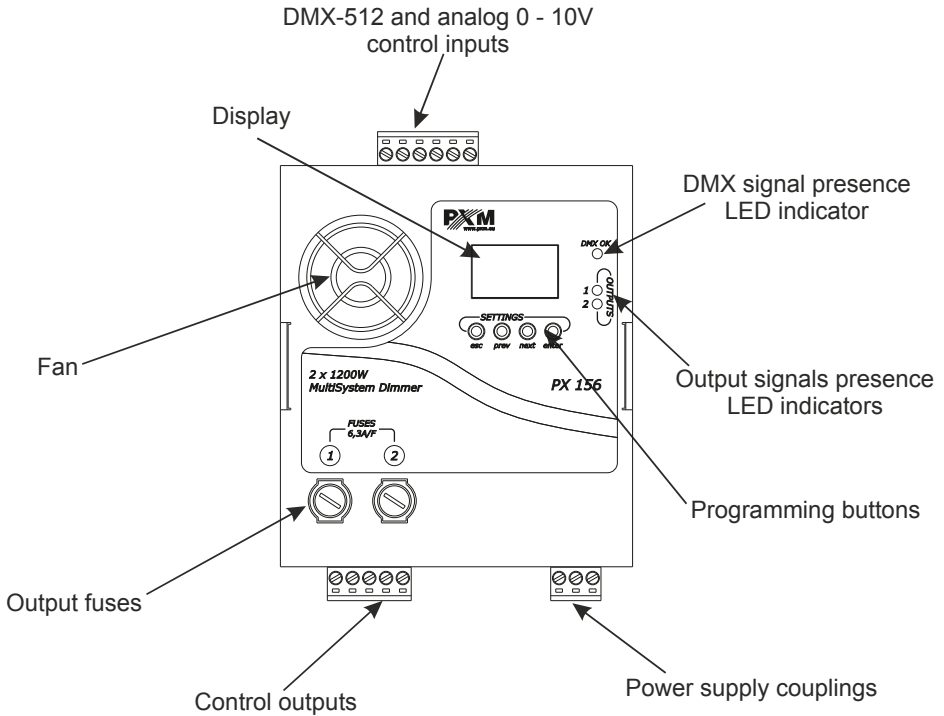 DMX-512 and analog 0 - 10V
control inputs
Display
DMX signal presence
LED indicator
PXM
www.pxm.eu
DMX OK
OUTPUTS
1
2
SETTINGS
esc prev next enter
Fan
2 x 1200W
MultiSystem Dimmer
PX 156
Output signals presence
LED indicators
FUSES
6,3A/F
1 2
Programming buttons
Output fuses
Control outputs
Power supply couplings